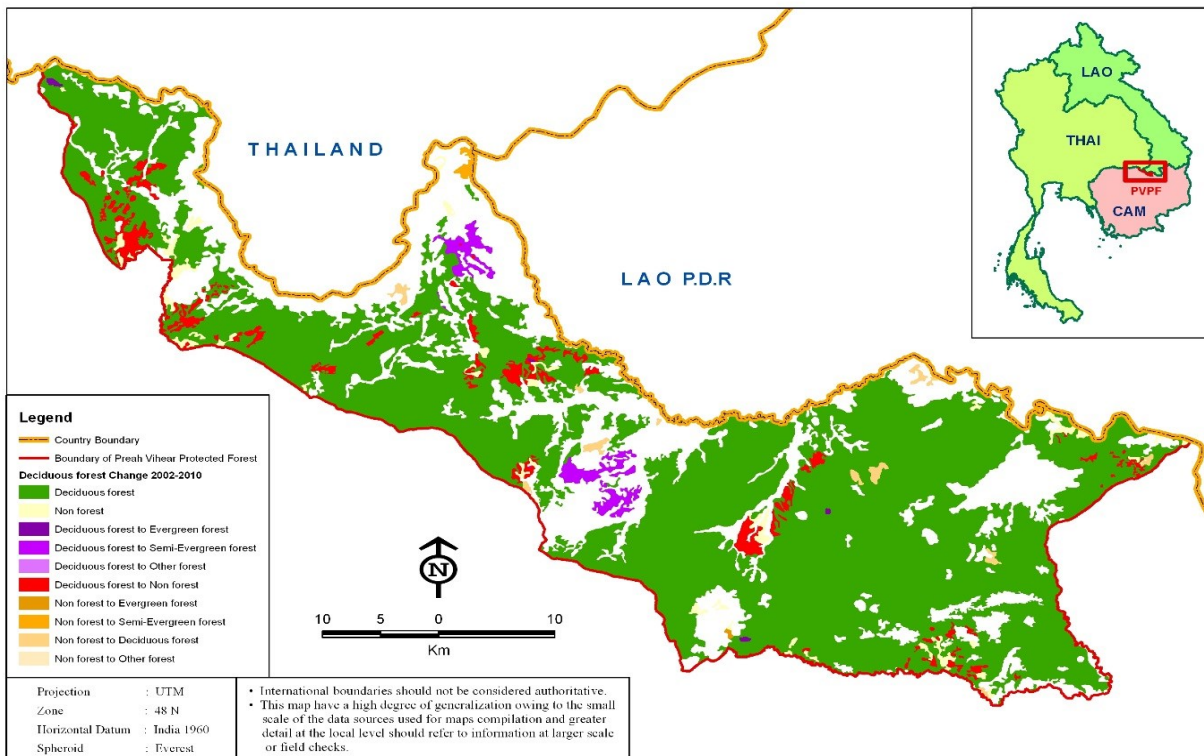 THAILAND
LAO P.D.R
LAO
THAI
PVPF
CAM
Legend
Country Boundary
Boundary of Preah Vihear Protected Forest
Deciduous forest Change 2002-2010
Deciduous forest
Non forest
Deciduous forest to Evergreen forest
Deciduous forest to Semi-Evergreen forest
Deciduous forest to Other forest
Deciduous forest to Non forest
Non forest to Evergreen forest
Non forest to Semi-Evergreen forest
Non forest to Deciduous forest
Non forest to Other forest
N
10 5 0 10
Km
Projection : UTM
Zone : 48 N
Horizontal Datum : India 1960
Spheroid : Everest
• International boundaries should not be considered authoritative.
• This map have a high degree of generalization owing to the small
scale of the data sources used for maps compilation and greater
detail at the local level should refer to information at larger scale
or field checks.